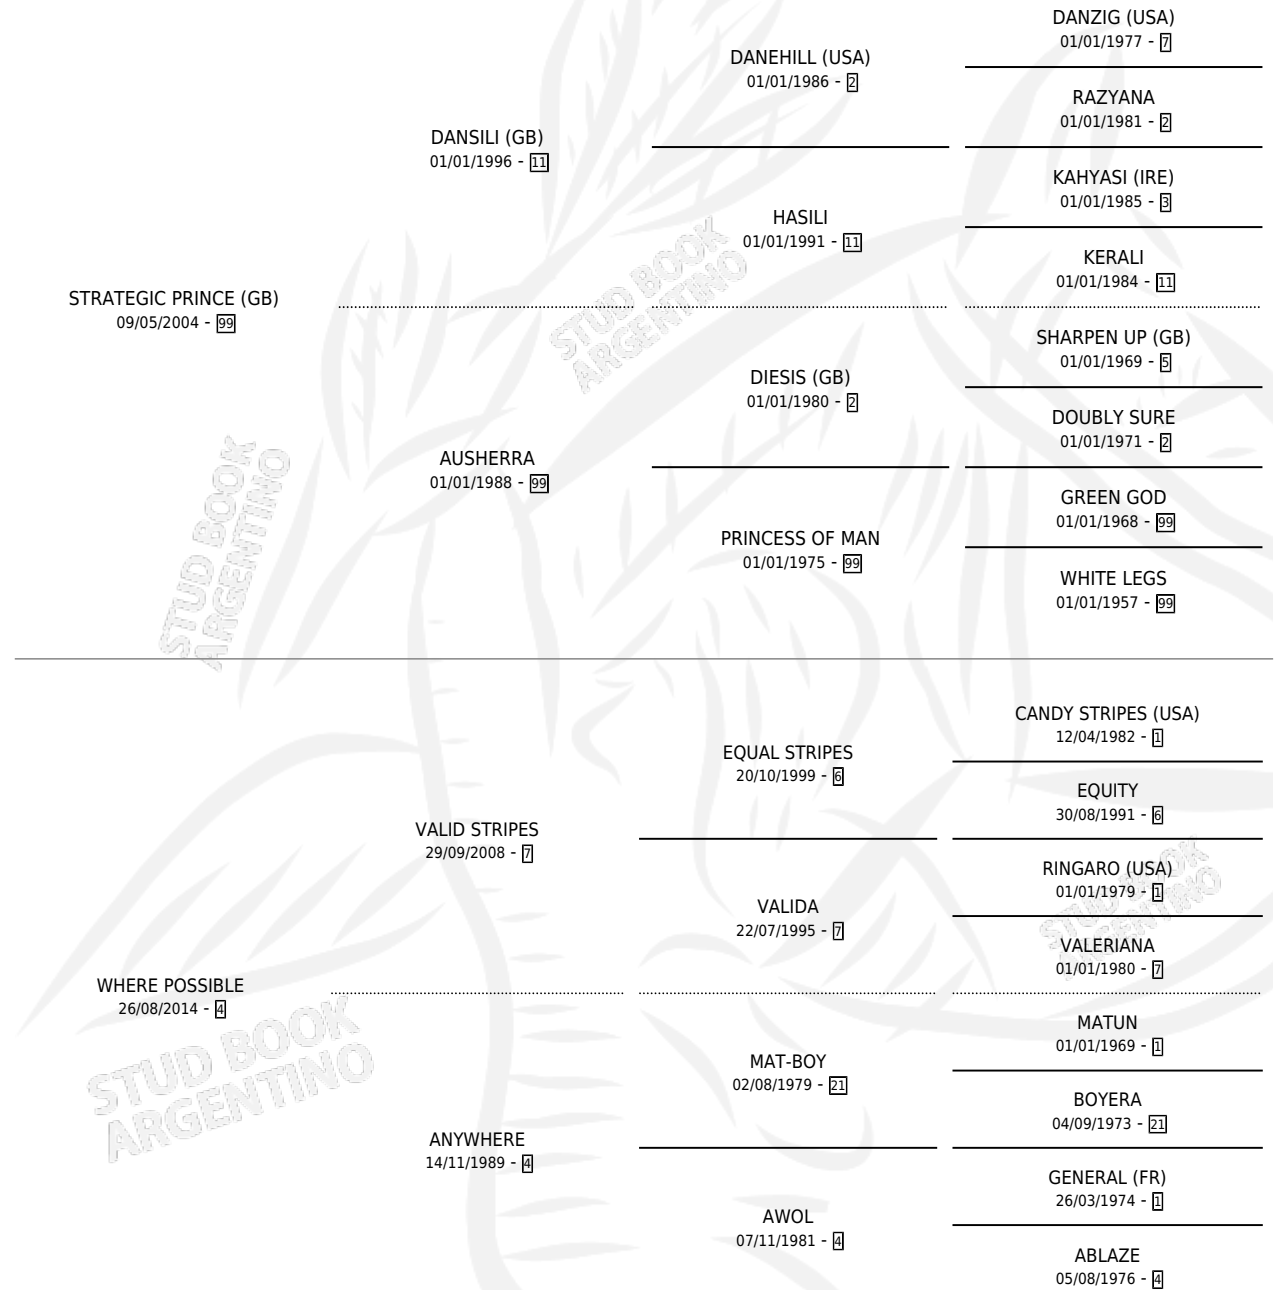 DANZIG (USA)
01/01/1977 - 7
DANEHILL (USA)
01/01/1986 - 2
RAZYANA
01/01/1981 - 2
DANSILI (GB)
01/01/1996 - 11
KAHYASI (IRE)
01/01/1985 - 3
HASILI
01/01/1991 - 11
KERALI
01/01/1984 - 11
STRATEGIC PRINCE (GB)
09/05/2004 - 99
SHARPEN UP (GB)
01/01/1969 - 5
DIESIS (GB)
01/01/1980 - 2
DOUBLY SURE
01/01/1971 - 2
AUSHERRA
01/01/1988 - 99
GREEN GOD
01/01/1968 - 99
PRINCESS OF MAN
01/01/1975 - 99
WHITE LEGS
01/01/1957 - 99
CANDY STRIPES (USA)
12/04/1982 - 1
EQUAL STRIPES
20/10/1999 - 6
EQUITY
30/08/1991 - 6
VALID STRIPES
29/09/2008 - 7
RINGARO (USA)
01/01/1979 - 1
VALIDA
22/07/1995 - 7
VALERIANA
01/01/1980 - 7
WHERE POSSIBLE
26/08/2014 - 4
MATUN
01/01/1969 - 1
MAT-BOY
02/08/1979 - 21
BOYERA
04/09/1973 - 21
ANYWHERE
14/11/1989 - 4
GENERAL (FR)
26/03/1974 - 1
AWOL
07/11/1981 - 4
ABLAZE
05/08/1976 - 4
STUD BOOK
ARGENTINO
STUD BOOK
ARGENTINO
STUD BOOK
ARGENTINO
STUD BOOK
ARGENTINO